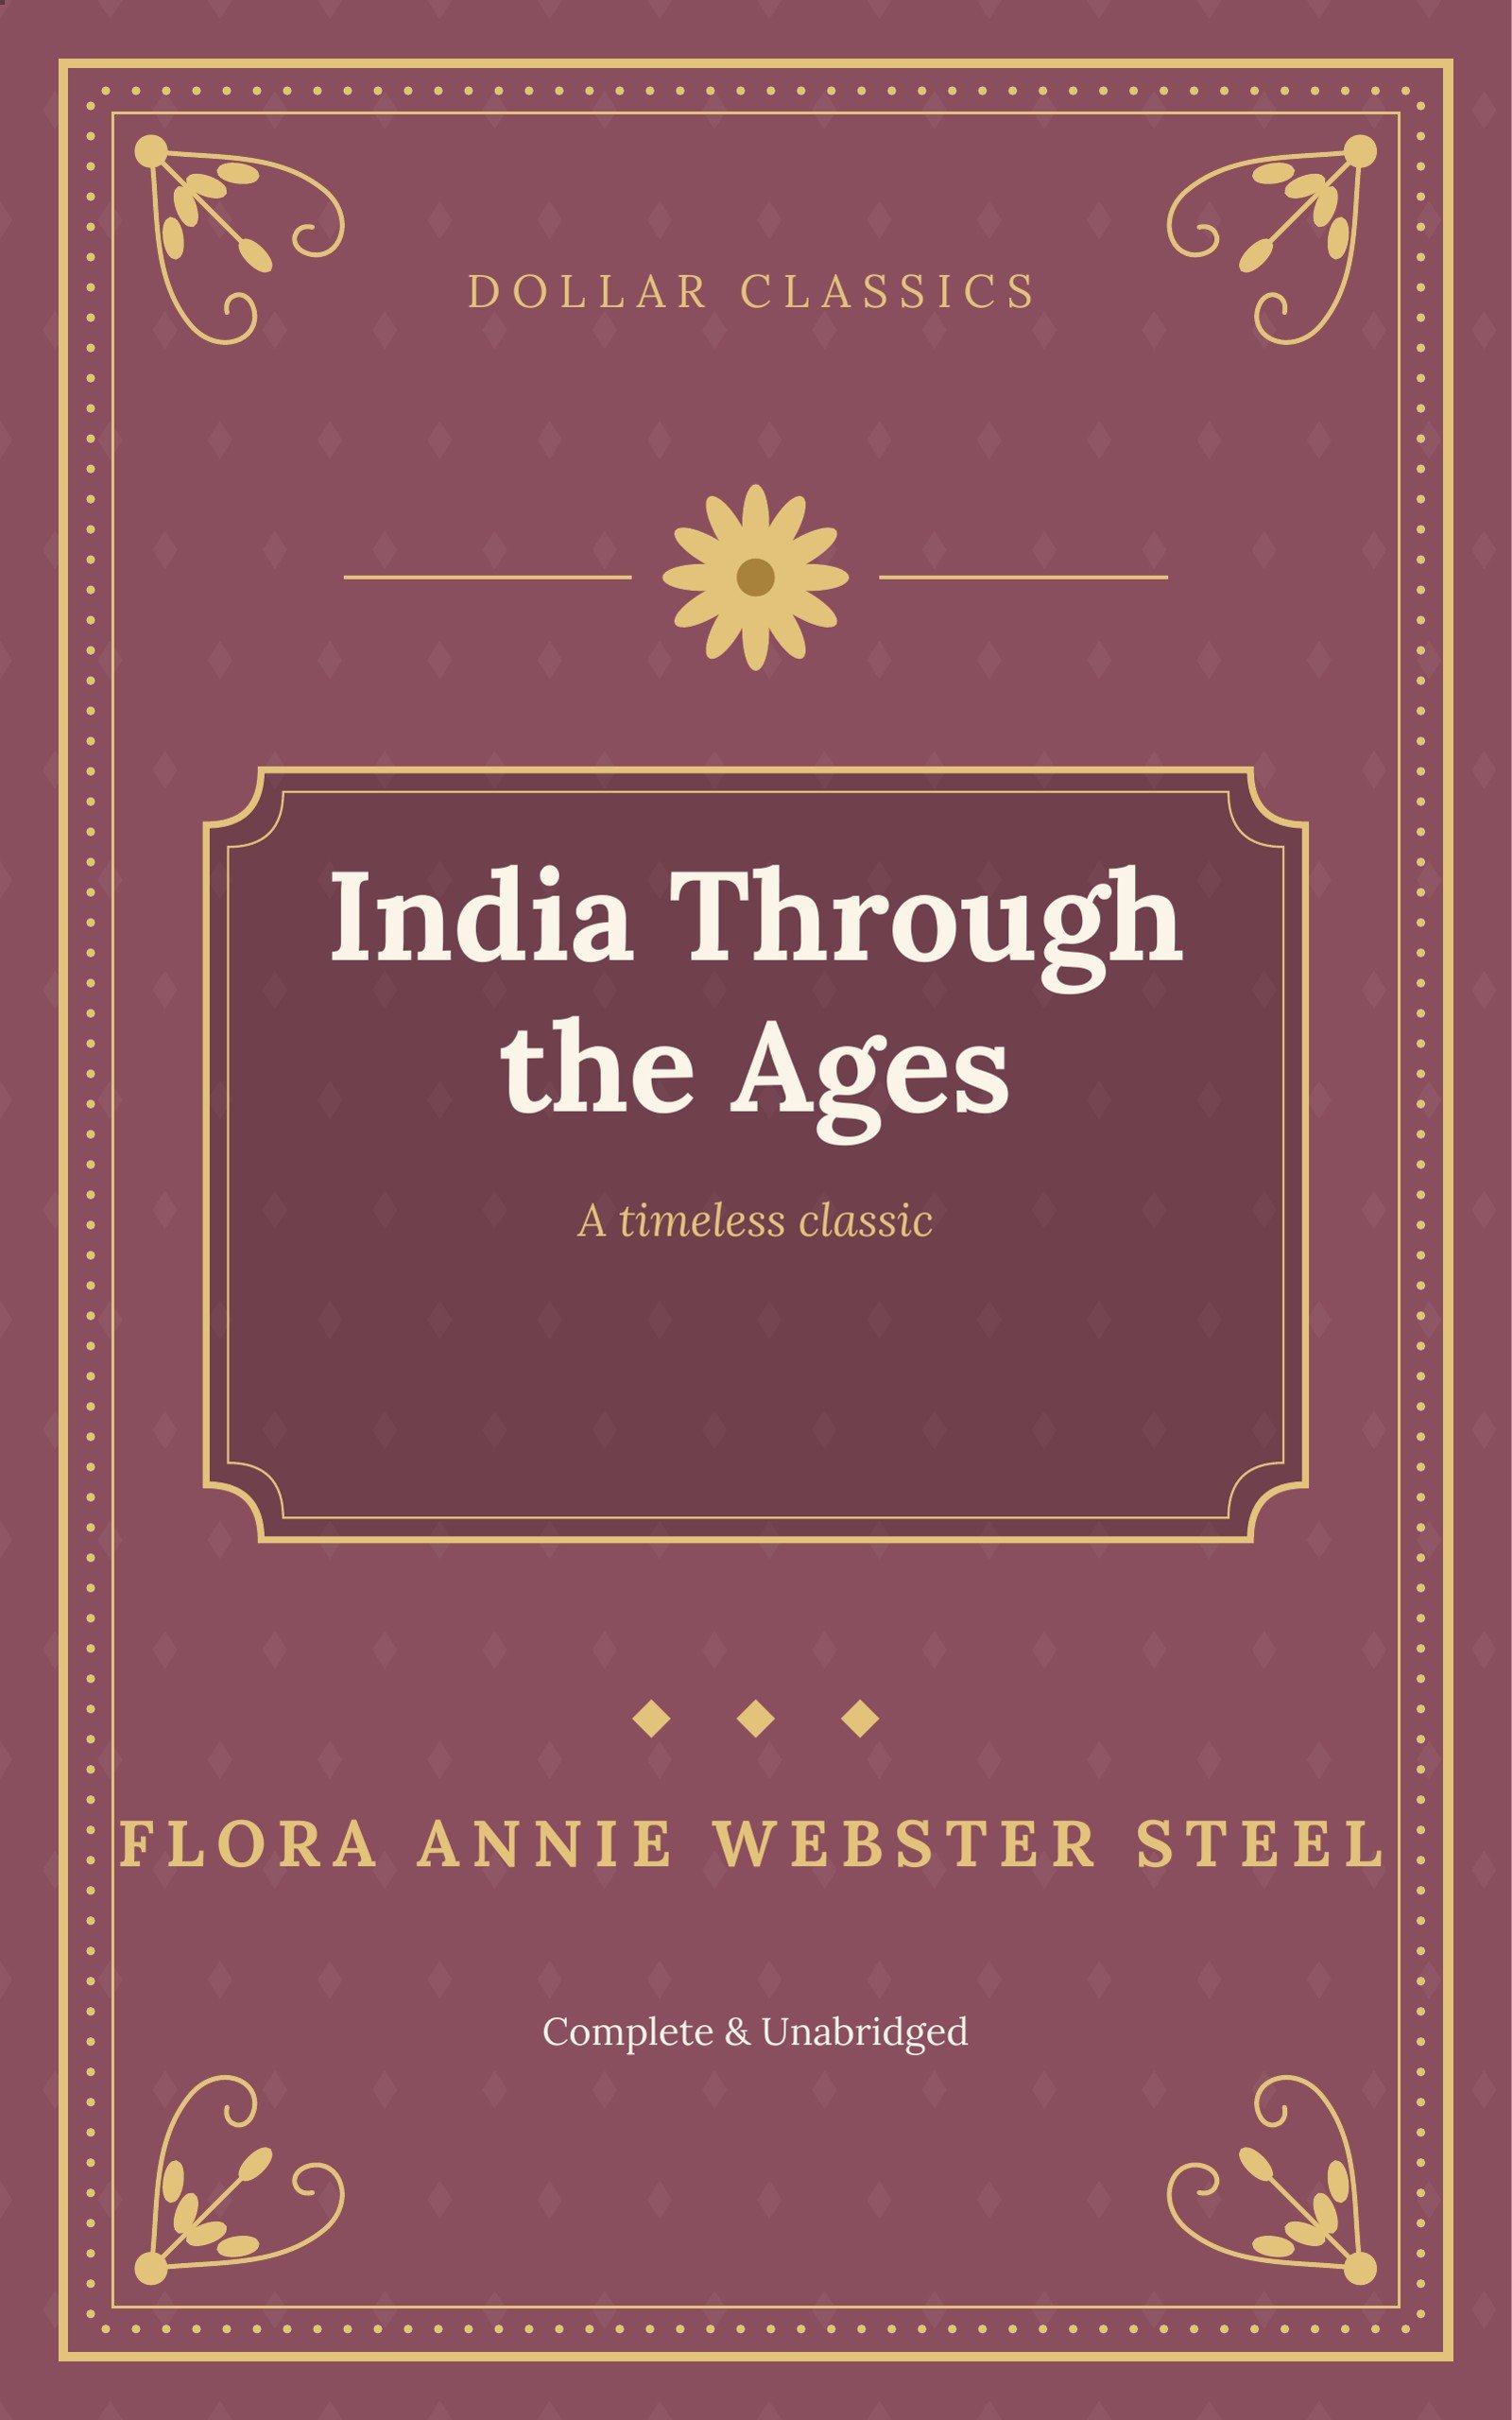 DOLLAR CLASSICS
India Through
the Ages
A timeless classic
FLORA ANNIE WEBSTER STEEL
Complete & Unabridged